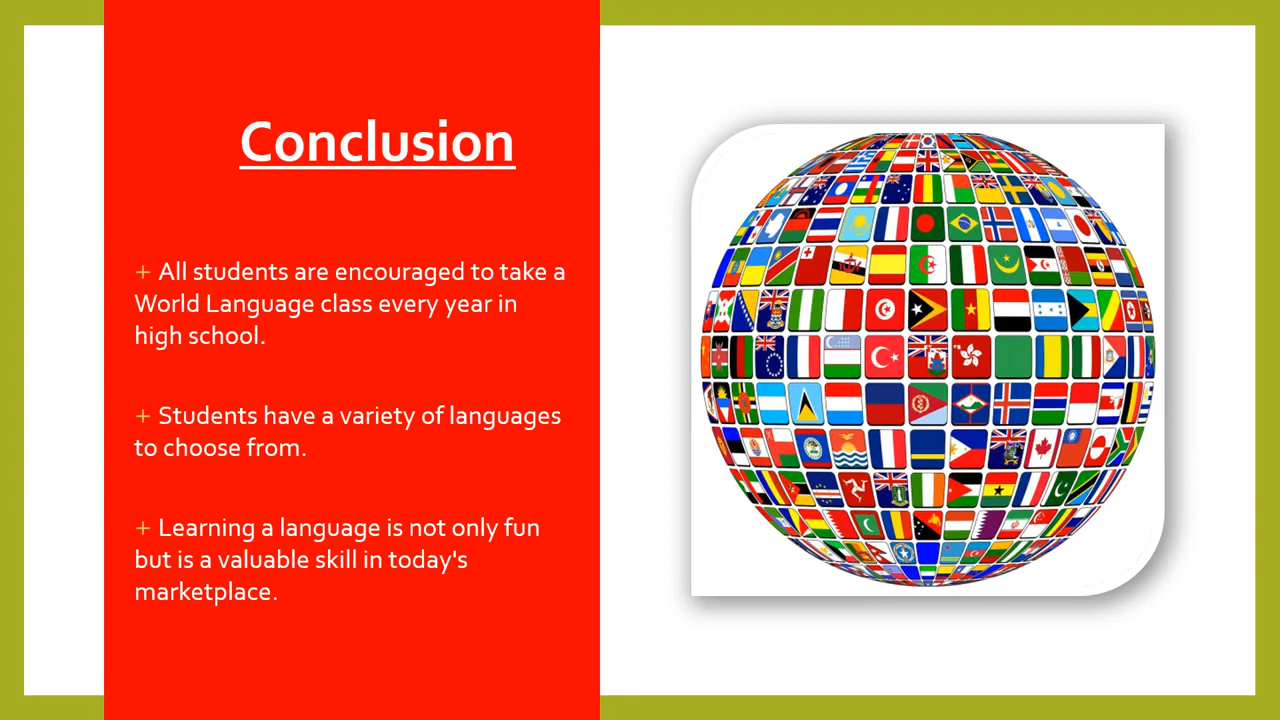 Conclusion
+ All students are encouraged to take a
World Language class every year in
high school.
+ Students have a variety of languages
to choose from.
+ Learning a language is not only fun
but is a valuable skill in today's
marketplace.